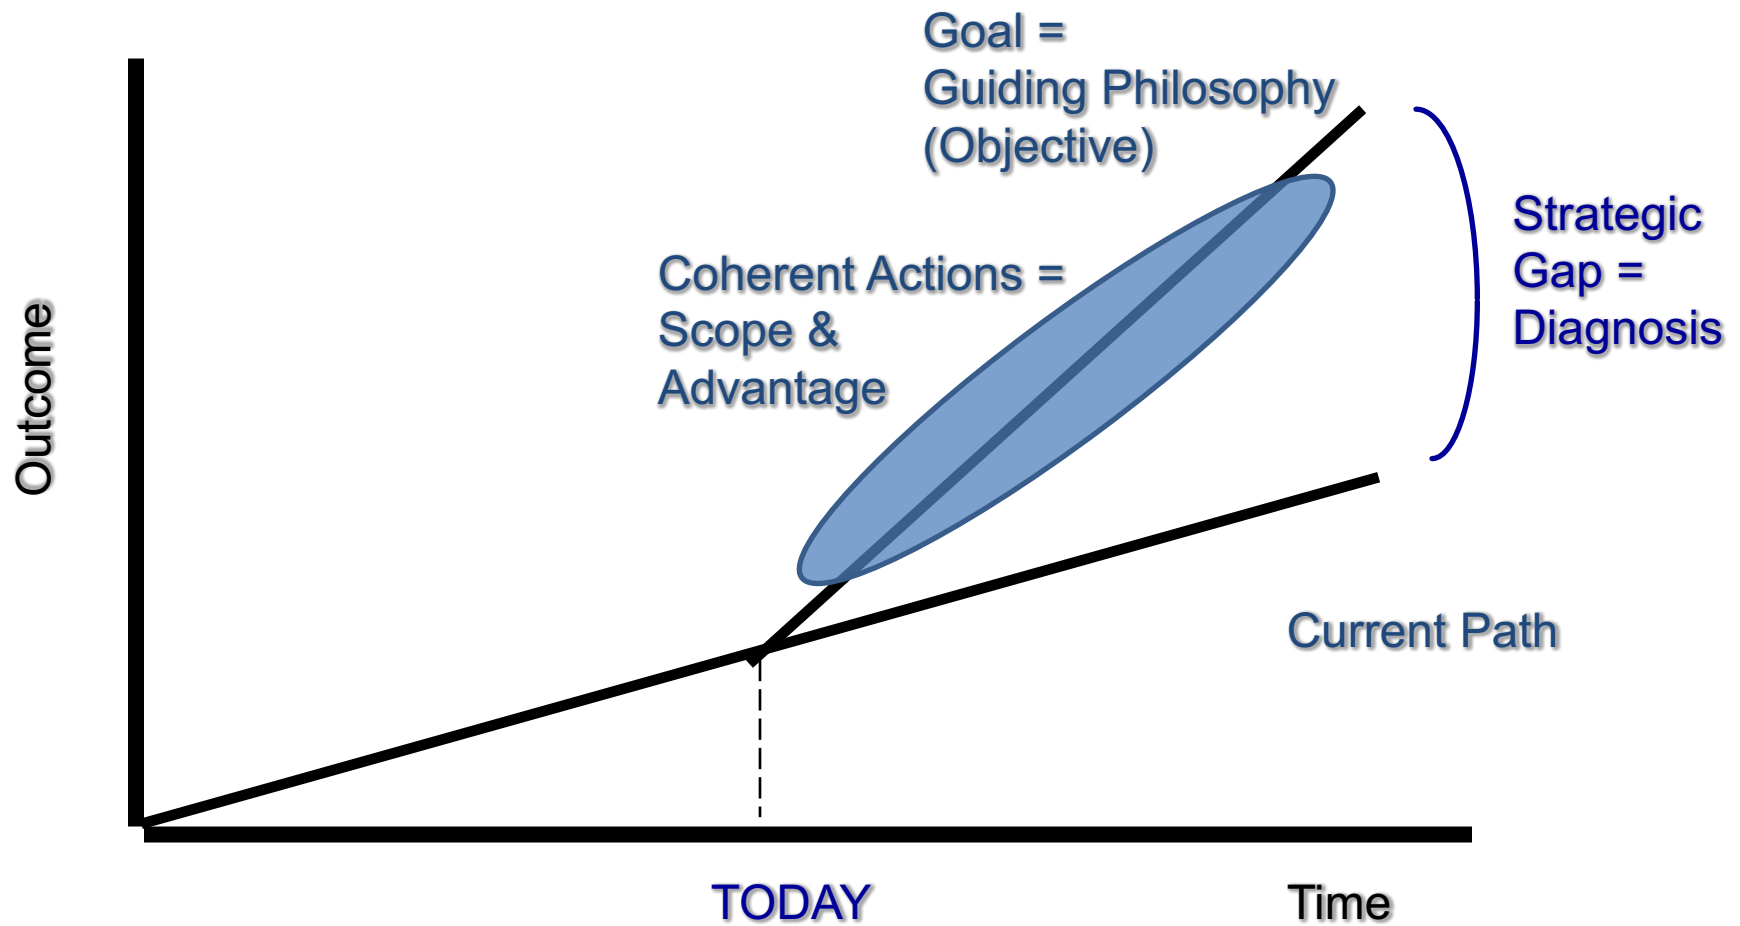 Goal =
Guiding Philosophy
(Objective)
Coherent Actions =
Scope &
Advantage
Strategic
Gap =
Diagnosis
Outcome
Current Path
TODAY
Time